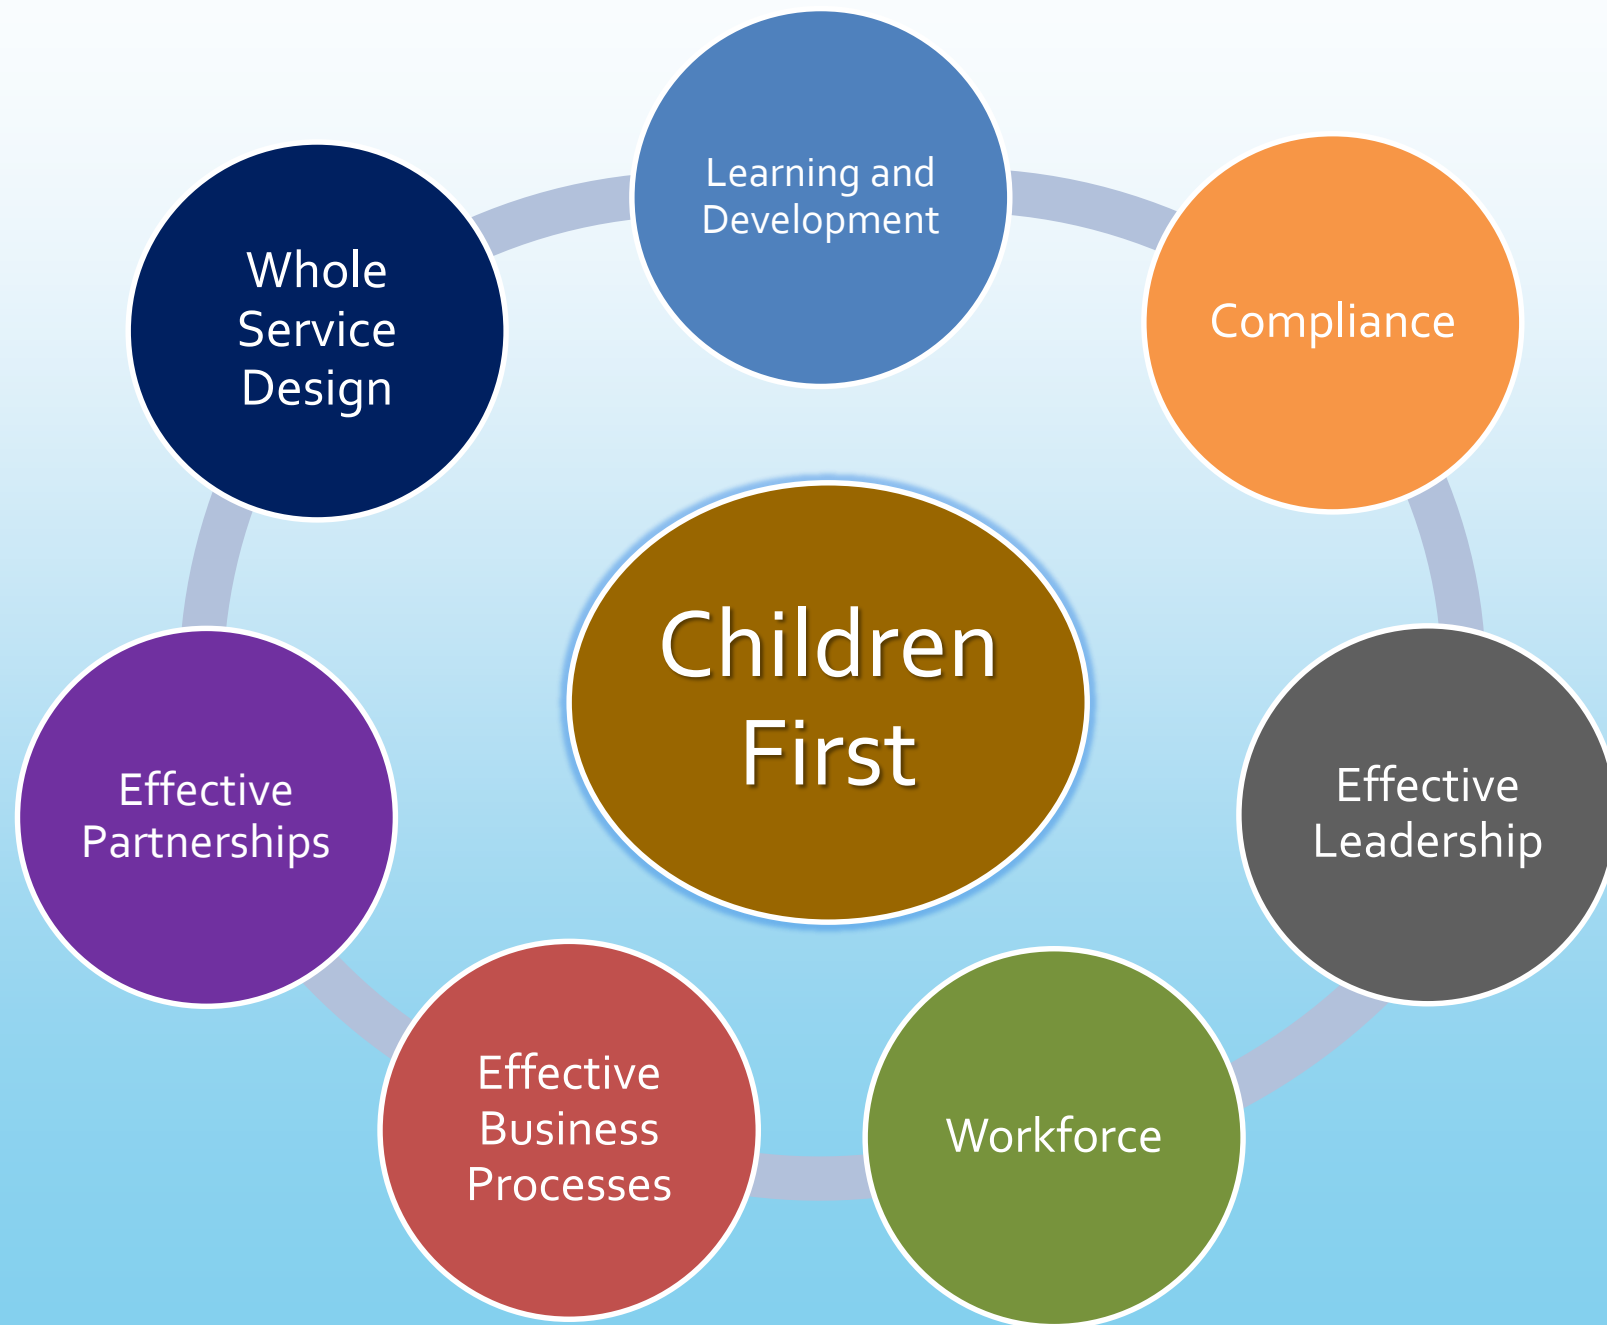 Learning and
Development
Compliance
Effective
Leadership
Workforce
Effective
Business
Processes
Effective
Partnerships
Whole
Service
Design
Children
First